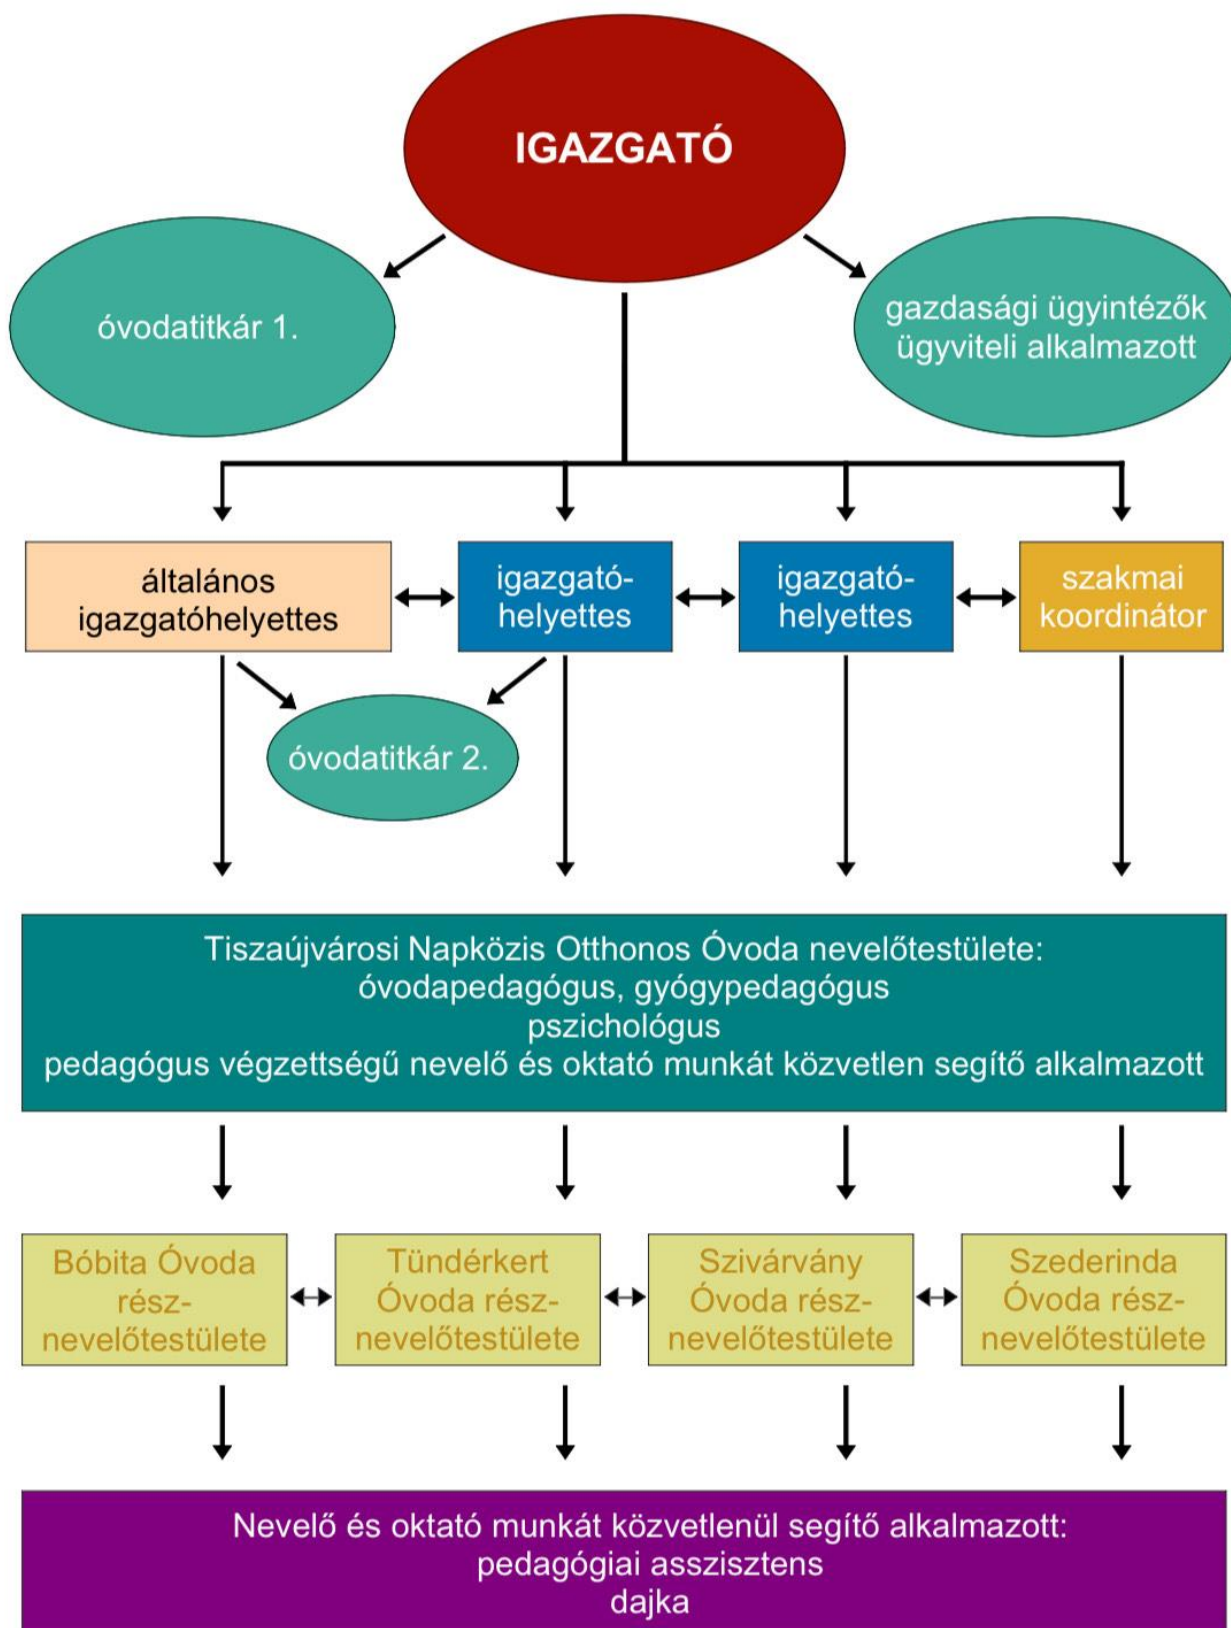 IGAZGATÓ
óvodatitkár 1.
gazdasági ügyintézők
ügyviteli alkalmazott
általános
igazgatóhelyettes
igazgató-
helyettes
igazgató-
helyettes
szakmai
koordinátor
óvodatitkár 2.
Tiszaújvárosi Napközis Otthonos Óvoda nevelőtestülete:
óvodapedagógus, gyógypedagógus
pszichológus
pedagógus végzettségű nevelő és oktató munkát közvetlen segítő alkalmazott
Bóbita Óvoda
rész-
nevelőtestülete
Tündérkert
Óvoda rész-
nevelőtestülete
Szivárvány
Óvoda rész-
nevelőtestülete
Szederinda
Óvoda rész-
nevelőtestülete
Nevelő és oktató munkát közvetlenül segítő alkalmazott:
pedagógiai asszisztens
dajka